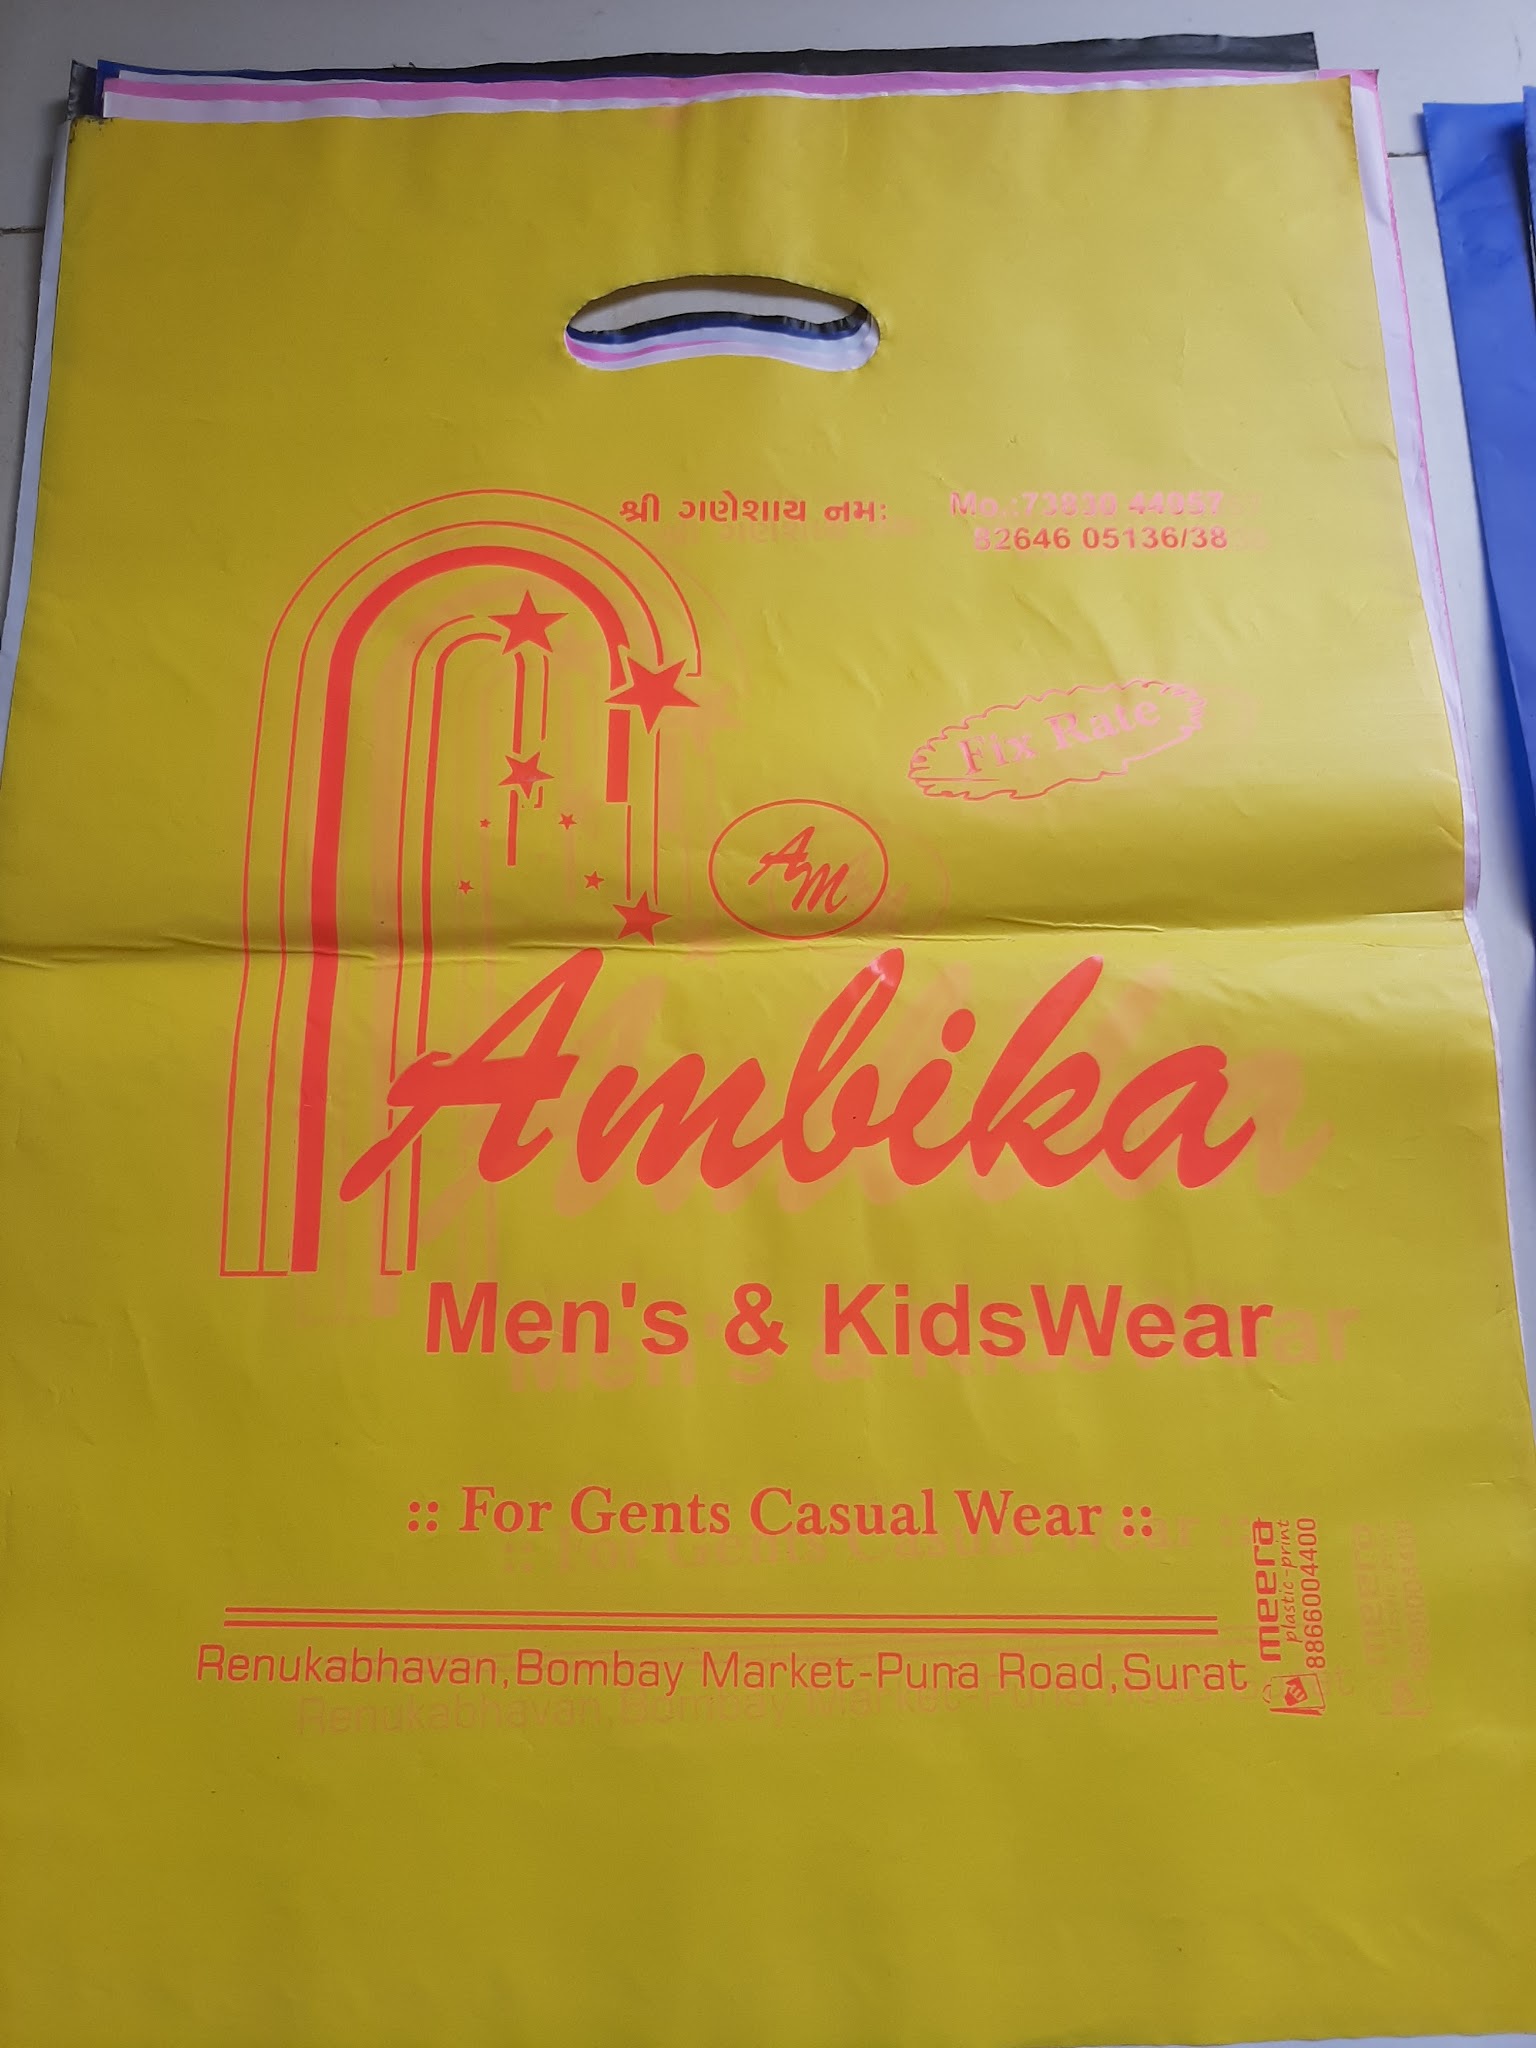 શ્રી ગણેશાય નમઃ
Mo.:73830 44057
82646 05136/38
Fix Rate
AM
Ambika
Men's & KidsWear
:: For Gents Casual Wear ::
Renukabhavan,Bombay Market-Puna Road,Surat
meera
plastic-print
8866004400